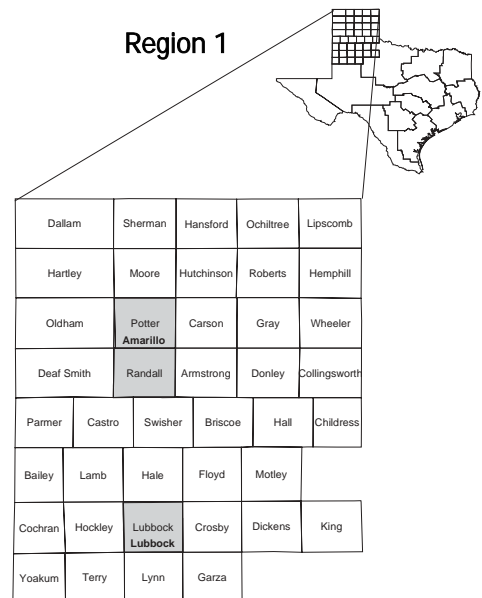 Region 1
Dallam Sherman Hansford Ochiltree Lipscomb
Hartley Moore Hutchinson Roberts Hemphill
Oldham Potter Carson Gray Wheeler
Amarillo
Deaf Smith Randall Armstrong Donley Collingsworth
Parmer Castro Swisher Briscoe Hall Childress
Bailey Lamb Hale Floyd Motley
Cochran Hockley Lubbock Crosby Dickens King
Lubbock
Yoakum Terry Lynn Garza